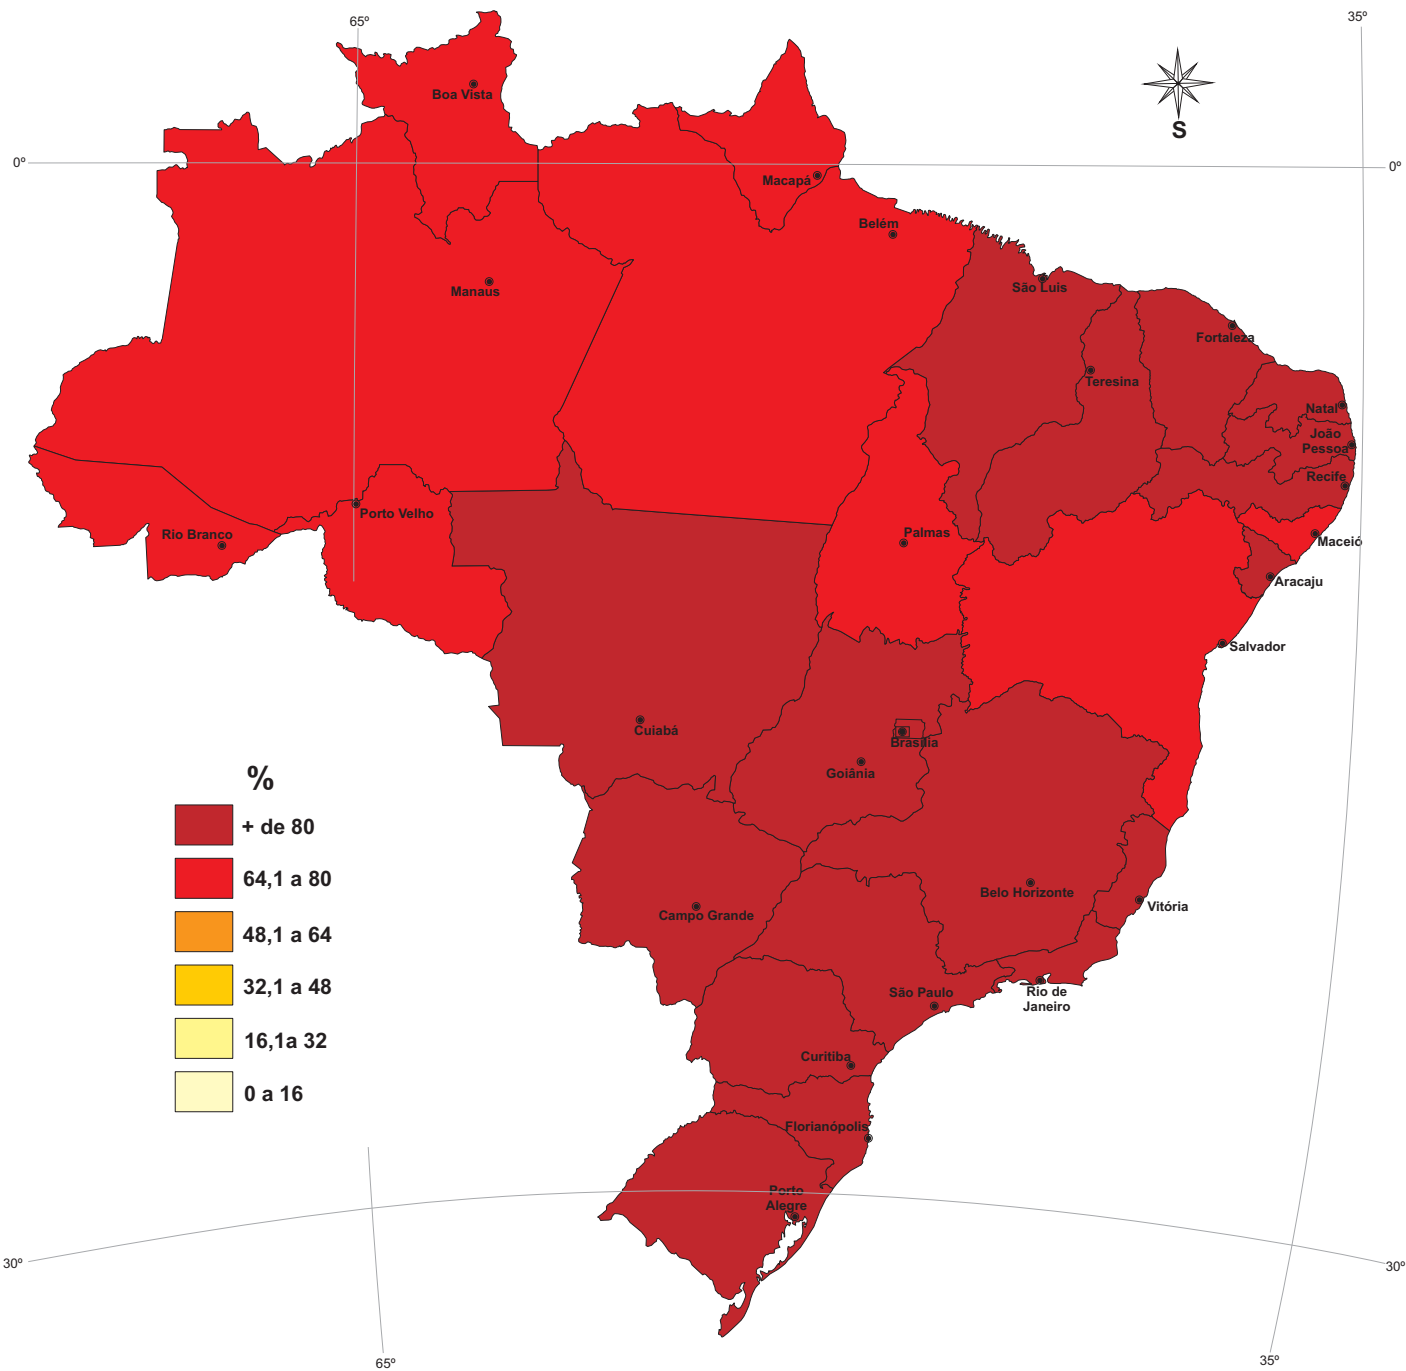 65º
35º
Boa Vista
S
0º
0º
Macapá
Belém
Manaus
São Luis
Fortaleza
Teresina
Natal
João
Pessoa
Recife
Porto Velho
Rio Branco
Palmas
Maceió
Aracaju
Salvador
Cuiabá
Brasília
Goiânia
%
+ de 80
64,1 a 80
48,1 a 64
32,1 a 48
16,1a 32
0 a 16
Belo Horizonte
Vitória
Campo Grande
São Paulo
Rio de
Janeiro
Curitiba
Florianópolis
Porto
Alegre
30º
30º
65º
35º